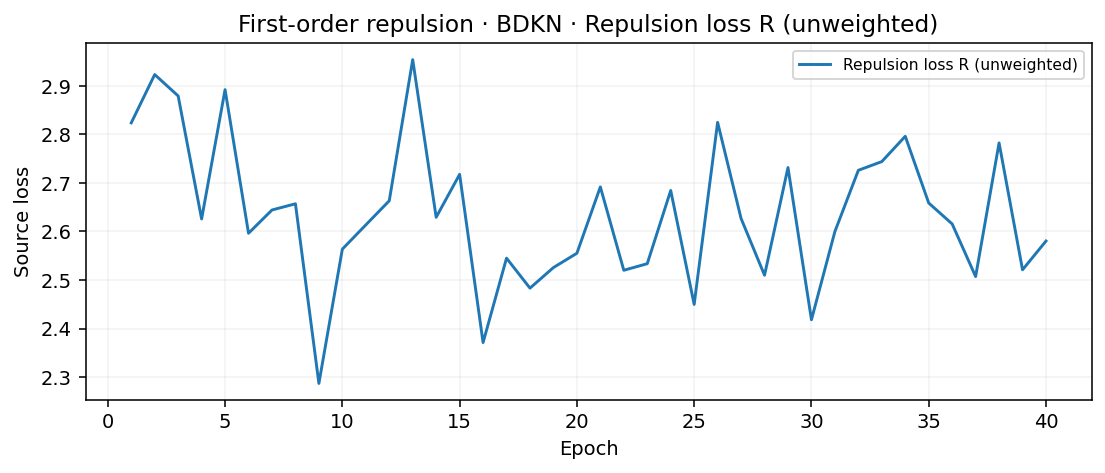 First-order repulsion · BDKN · Repulsion loss R (unweighted)
Repulsion loss R (unweighted)
Source loss
2.9
2.8
2.7
2.6
2.5
2.4
2.3
0 5 10 15 20 25 30 35 40
Epoch